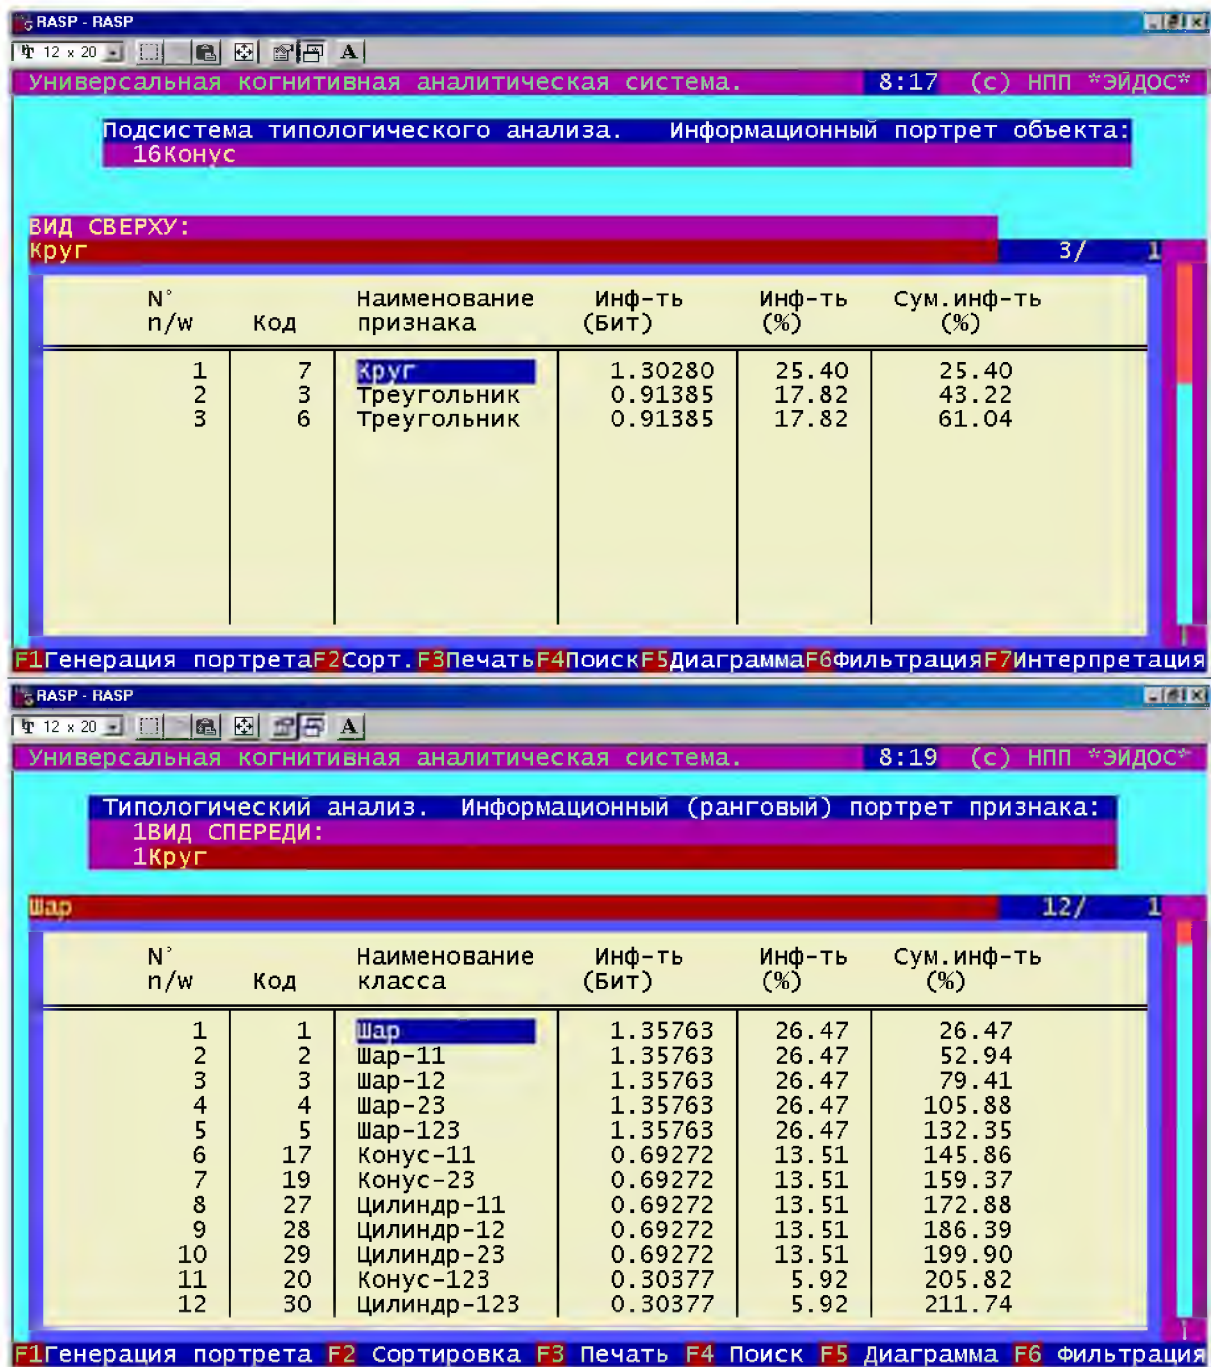 RASP - RASP
12 x 20
A
Универсальная когнитивная аналитическая система. 8:17 (c) НПП *ЭЙДОС*
Подсистема типологического анализа. Информационный портрет объекта:
16Конус
ВИД СВЕРХУ:
Круг 3/ 1
N° Наименование Инф-ть Инф-ть Сум.инф-ть
п/w Код признака (Бит) (%) (%)
1 7 Круг 1.30280 25.40 25.40
2 3 Треугольник 0.91385 17.82 43.22
3 6 Треугольник 0.91385 17.82 61.04
F1Генерация портретаF2Сорт.F3ПечатьF4ПоискF5ДиаграммаF6ФильтрацияF7Интерпретация
RASP - RASP
12 x 20
A
Универсальная когнитивная аналитическая система. 8:19 (c) НПП *ЭЙДОС*
Типологический анализ. Информационный (ранговый) портрет признака:
1ВИД СПЕРЕДИ:
1Круг
Шар 12/ 1
N° Наименование Инф-ть Инф-ть Сум.инф-ть
п/w Код класса (Бит) (%) (%)
1 1 Шар 1.35763 26.47 26.47
2 2 Шар-11 1.35763 26.47 52.94
3 3 Шар-12 1.35763 26.47 79.41
4 4 Шар-23 1.35763 26.47 105.88
5 5 Шар-123 1.35763 26.47 132.35
6 17 Конус-11 0.69272 13.51 145.86
7 19 Конус-23 0.69272 13.51 159.37
8 27 Цилиндр-11 0.69272 13.51 172.88
9 28 Цилиндр-12 0.69272 13.51 186.39
10 29 Цилиндр-23 0.69272 13.51 199.90
11 20 Конус-123 0.30377 5.92 205.82
12 30 Цилиндр-123 0.30377 5.92 211.74
F1Генерация портрета F2 Сортировка F3 Печать F4 Поиск F5 Диаграмма F6 Фильтрация